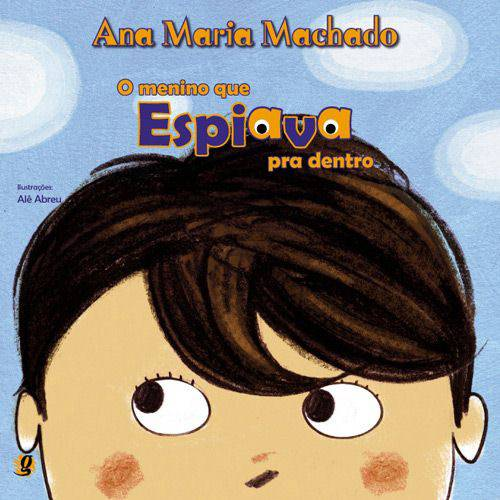 Ana Maria Machado
O menino que
Espiava
pra dentro
Ilustrações:
Alê Abreu
g